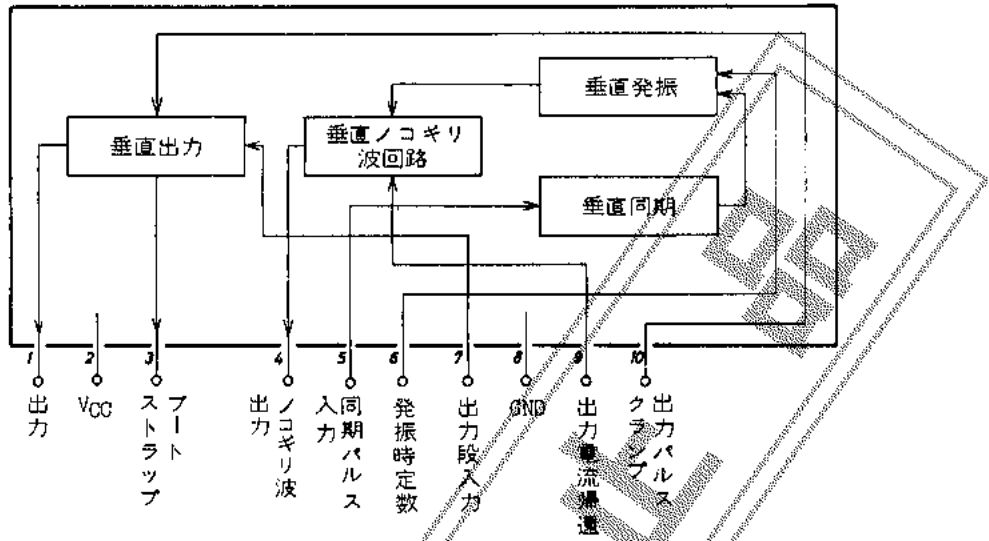 垂直発振
垂直出力
垂直ノコギリ
波回路
垂直同期
1
2
3
4
5
6
7
8
9
10
出力
VCC
ブート
ストラップ
ノコギリ波
出力
同期パルス
入力
発振時定数
出力段入力
GND
出力電流帰還
出力パルス
クランプ